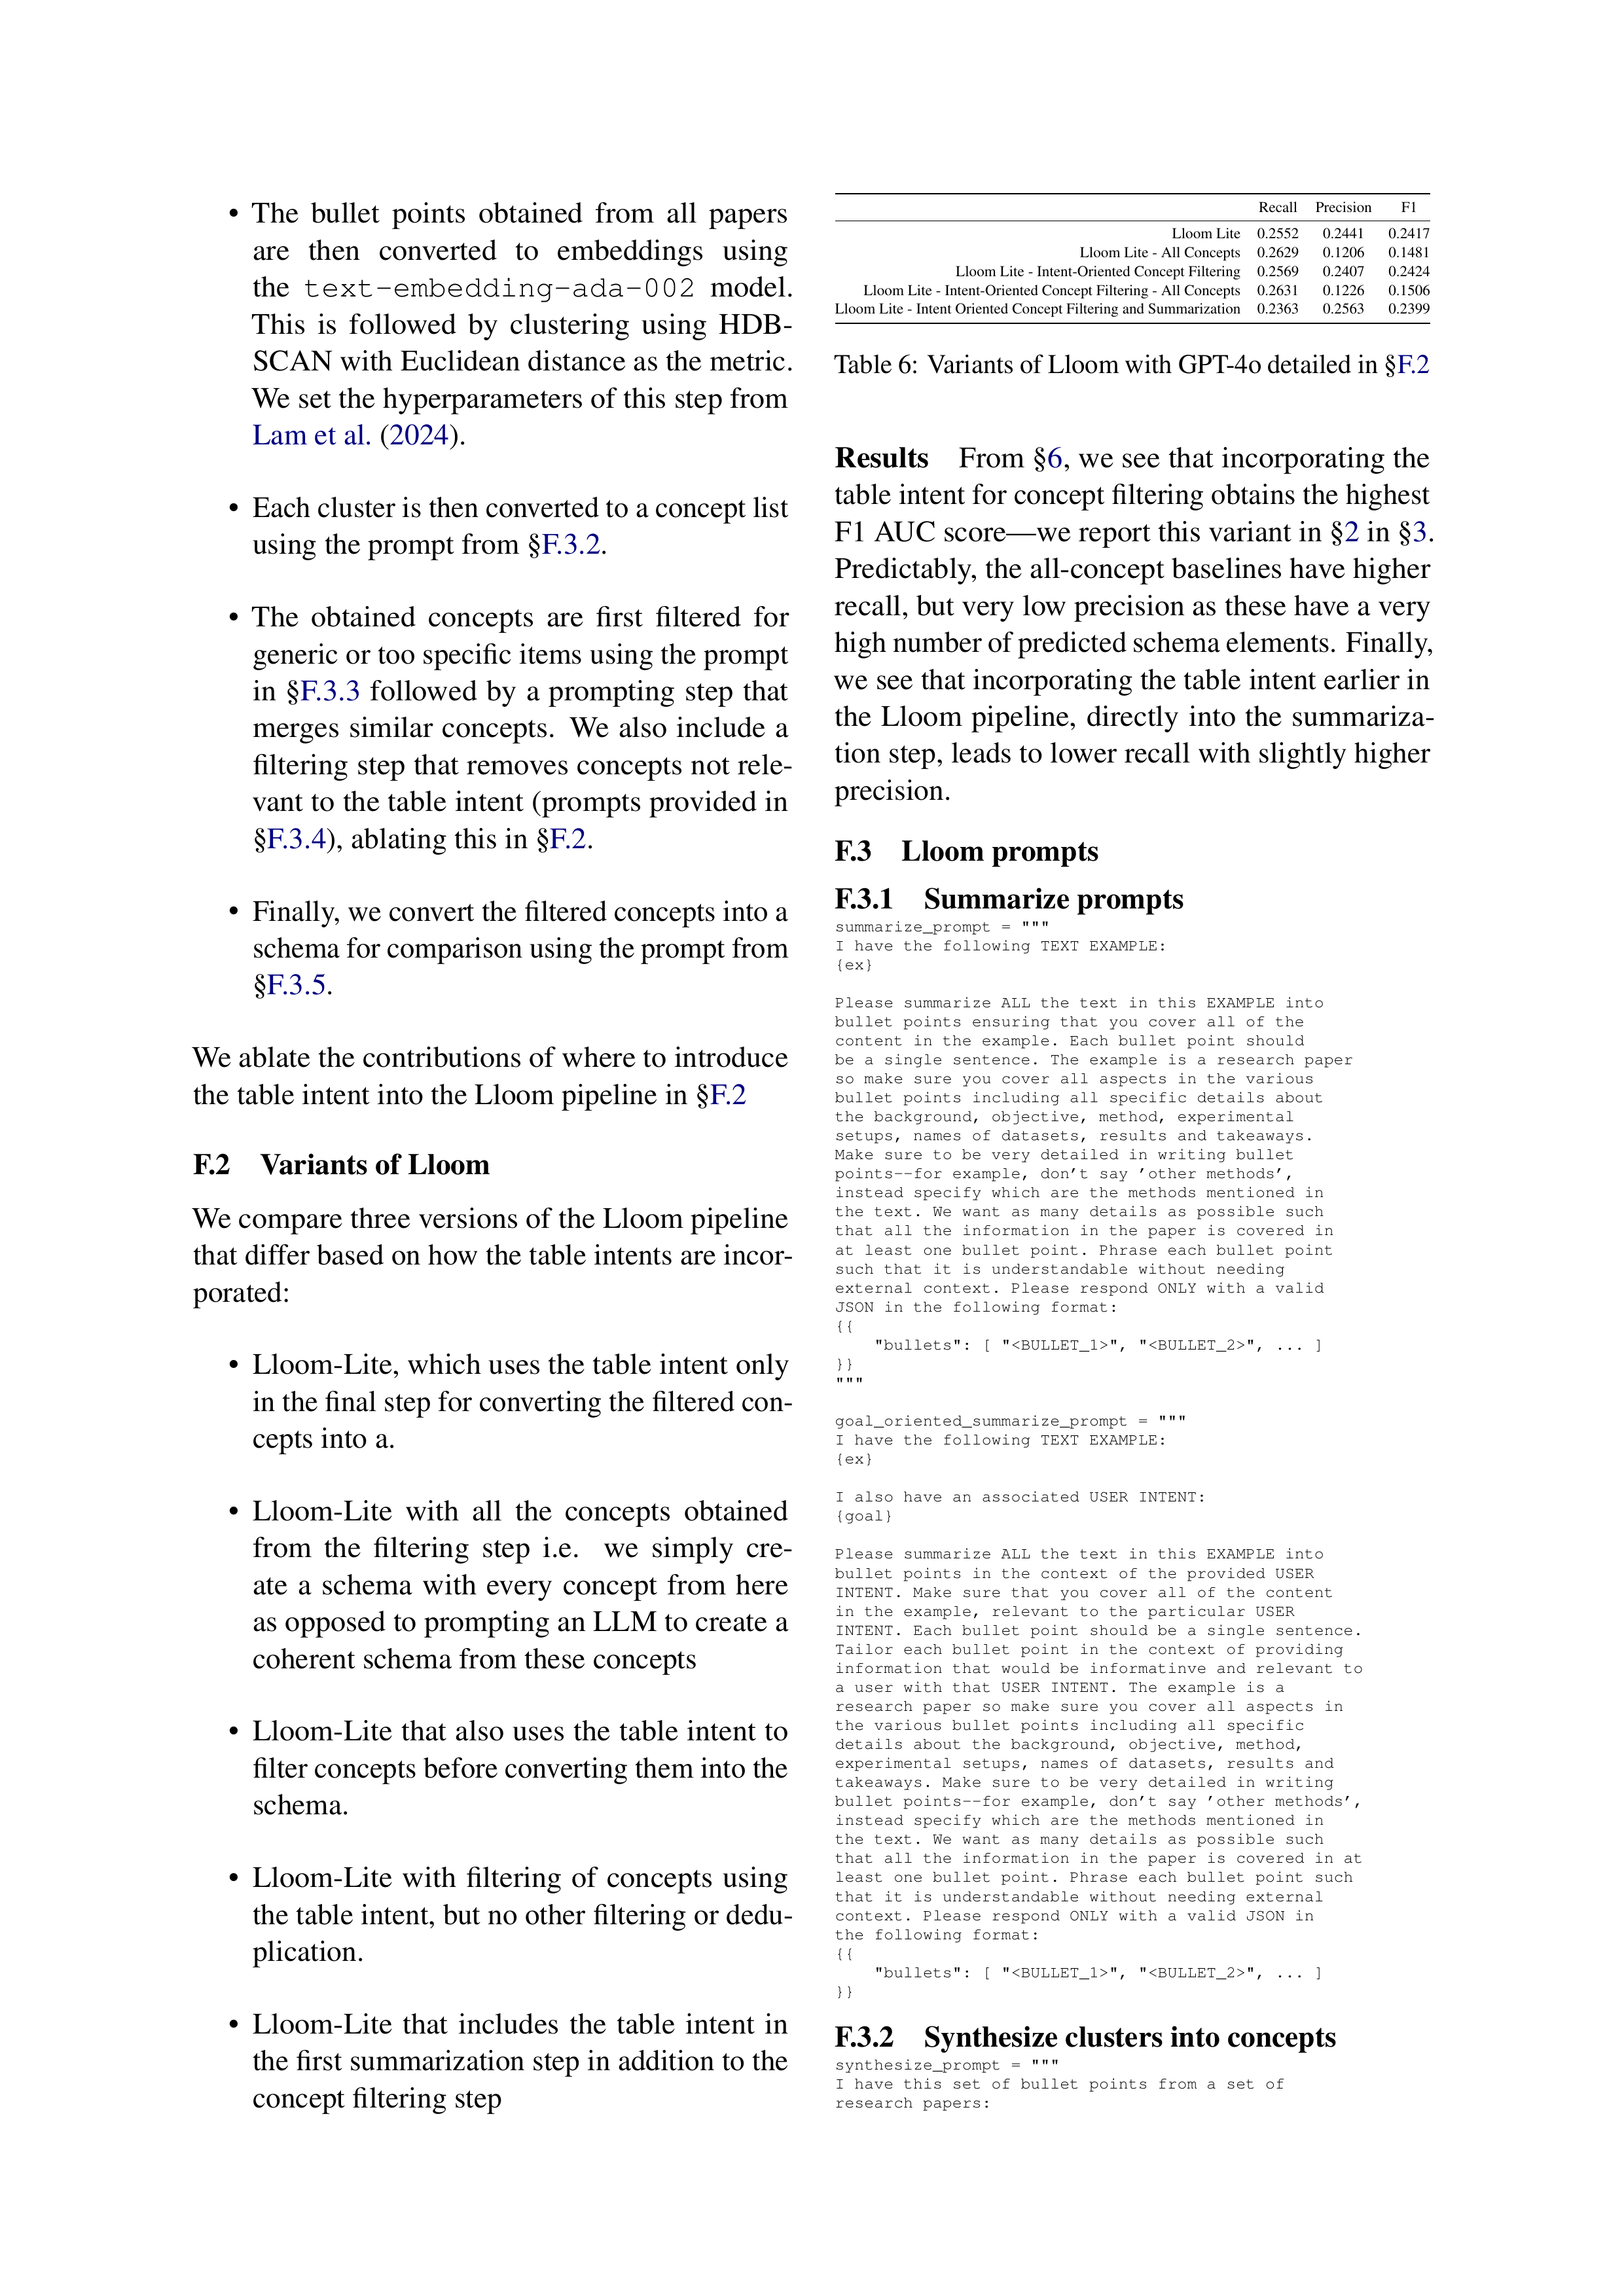 • The bullet points obtained from all papers
are then converted to embeddings using
the text-embedding-ada-002 model.
This is followed by clustering using HDB-
SCAN with Euclidean distance as the metric.
We set the hyperparameters of this step from
Lam et al. (2024).
• Each cluster is then converted to a concept list
using the prompt from §F.3.2.
• The obtained concepts are first filtered for
generic or too specific items using the prompt
in §F.3.3 followed by a prompting step that
merges similar concepts. We also include a
filtering step that removes concepts not rele-
vant to the table intent (prompts provided in
§F.3.4), ablating this in §F.2.
• Finally, we convert the filtered concepts into a
schema for comparison using the prompt from
§F.3.5.
We ablate the contributions of where to introduce
the table intent into the Lloom pipeline in §F.2
F.2 Variants of Lloom
We compare three versions of the Lloom pipeline
that differ based on how the table intents are incor-
porated:
• Lloom-Lite, which uses the table intent only
in the final step for converting the filtered con-
cepts into a.
• Lloom-Lite with all the concepts obtained
from the filtering step i.e. we simply cre-
ate a schema with every concept from here
as opposed to prompting an LLM to create a
coherent schema from these concepts
• Lloom-Lite that also uses the table intent to
filter concepts before converting them into the
schema.
• Lloom-Lite with filtering of concepts using
the table intent, but no other filtering or dedu-
plication.
• Lloom-Lite that includes the table intent in
the first summarization step in addition to the
concept filtering step
Recall Precision F1
Lloom Lite 0.2552 0.2441 0.2417
Lloom Lite - All Concepts 0.2629 0.1206 0.1481
Lloom Lite - Intent-Oriented Concept Filtering 0.2569 0.2407 0.2424
Lloom Lite - Intent-Oriented Concept Filtering - All Concepts 0.2631 0.1226 0.1506
Lloom Lite - Intent Oriented Concept Filtering and Summarization 0.2363 0.2563 0.2399
Table 6: Variants of Lloom with GPT-4o detailed in §F.2
Results From §6, we see that incorporating the
table intent for concept filtering obtains the highest
F1 AUC score—we report this variant in §2 in §3.
Predictably, the all-concept baselines have higher
recall, but very low precision as these have a very
high number of predicted schema elements. Finally,
we see that incorporating the table intent earlier in
the Lloom pipeline, directly into the summariza-
tion step, leads to lower recall with slightly higher
precision.
F.3 Lloom prompts
F.3.1 Summarize prompts
summarize_prompt = """
I have the following TEXT EXAMPLE:
{ex}
Please summarize ALL the text in this EXAMPLE into
bullet points ensuring that you cover all of the
content in the example. Each bullet point should
be a single sentence. The example is a research paper
so make sure you cover all aspects in the various
bullet points including all specific details about
the background, objective, method, experimental
setups, names of datasets, results and takeaways.
Make sure to be very detailed in writing bullet
points--for example, don't say 'other methods',
instead specify which are the methods mentioned in
the text. We want as many details as possible such
that all the information in the paper is covered in
at least one bullet point. Phrase each bullet point
such that it is understandable without needing
external context. Please respond ONLY with a valid
JSON in the following format:
{{
"bullets": [ "<BULLET_1>", "<BULLET_2>", ... ]
}}
"""
goal_oriented_summarize_prompt = """
I have the following TEXT EXAMPLE:
{ex}
I also have an associated USER INTENT:
{goal}
Please summarize ALL the text in this EXAMPLE into
bullet points in the context of the provided USER
INTENT. Make sure that you cover all of the content
in the example, relevant to the particular USER
INTENT. Each bullet point should be a single sentence.
Tailor each bullet point in the context of providing
information that would be informatinve and relevant to
a user with that USER INTENT. The example is a
research paper so make sure you cover all aspects in
the various bullet points including all specific
details about the background, objective, method,
experimental setups, names of datasets, results and
takeaways. Make sure to be very detailed in writing
bullet points--for example, don't say 'other methods',
instead specify which are the methods mentioned in
the text. We want as many details as possible such
that all the information in the paper is covered in at
least one bullet point. Phrase each bullet point such
that it is understandable without needing external
context. Please respond ONLY with a valid JSON in
the following format:
{{
"bullets": [ "<BULLET_1>", "<BULLET_2>", ... ]
}}
F.3.2 Synthesize clusters into concepts
synthesize_prompt = """
I have this set of bullet points from a set of
research papers: